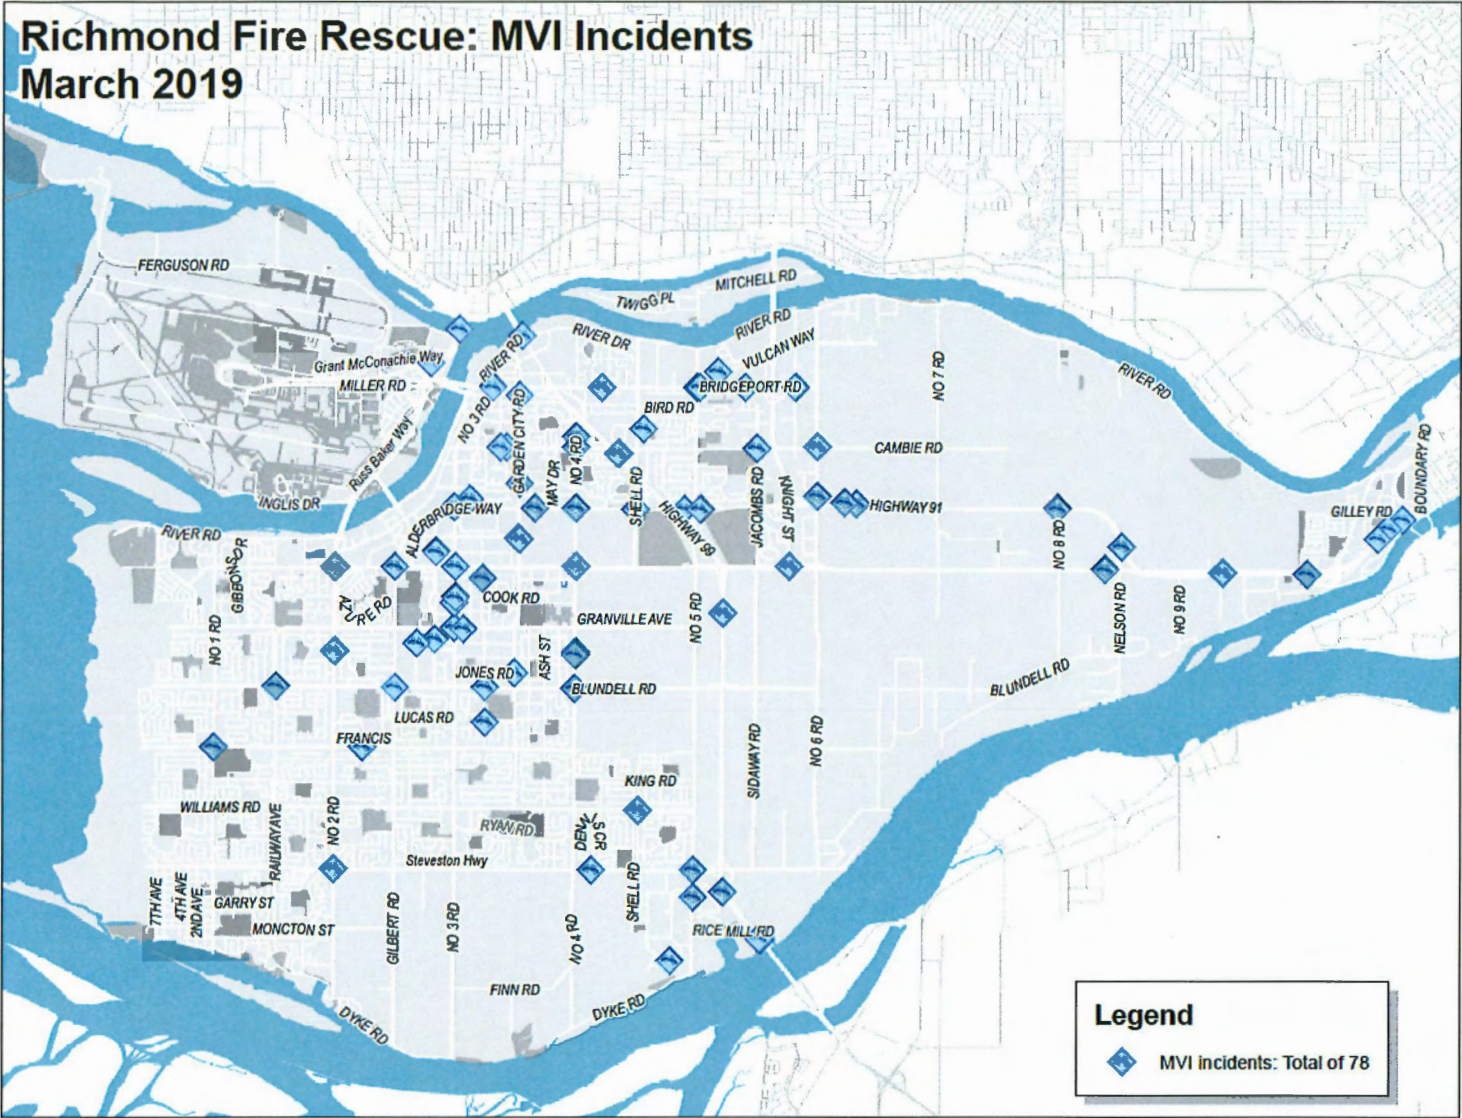 Richmond Fire Rescue: MVI Incidents
March 2019
FERGUSON RD
MITCHELL RD
TWIGG PL
RIVER RD
VULCAN WAY
RIVER DR
RIVER RD
Grant McConachie Way
MILLER RD
BRIDGEPORT RD
NO 7 RD
RIVER RD
NO 3 RD
GARDEN CITY RD
BIRD RD
Russ Baker Way
NO 4 RD
CAMBIE RD
BOUNDARY RD
MAY DR
SHELL RD
JACOBMS RD
KNIGHT ST
INGLIS DR
HIGHWAY 91
GILLEY RD
ALDERBRIDGE WAY
HIGHWAY 99
RIVER RD
GIBBONS DR
NO 8 RD
AZURE RD
COOK RD
GRANVILLE AVE
NO 5 RD
NELSON RD
NO 9 RD
NO 1 RD
ASH ST
JONES RD
BLUNDELL RD
BLUNDELL RD
LUCAS RD
FRANCIS
SIDAWAY RD
NO 6 RD
KING RD
WILLIAMS RD
RAILWAY AVE
NO 2 RD
RYAN RD
DENNIS CR
Steveston Hwy
7TH AVE
4TH AVE
2ND AVE
GARRY ST
MONCTON ST
GILBERT RD
NO 3 RD
NO 4 RD
SHELL RD
RICE MILL RD
FINN RD
DYKE RD
DYKE RD
Legend
MVI incidents: Total of 78